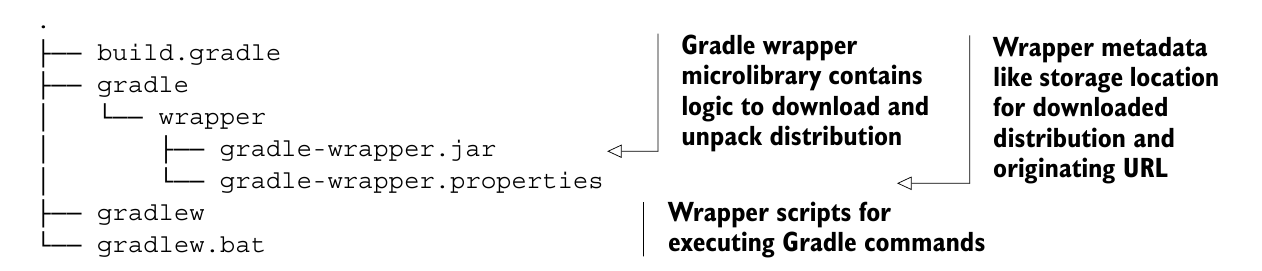 .
├── build.gradle
├── gradle
│   └── wrapper
│       ├── gradle-wrapper.jar
│       └── gradle-wrapper.properties
├── gradlew
└── gradlew.bat
Gradle wrapper
microlibrary contains
logic to download and
unpack distribution
Wrapper metadata
like storage location
for downloaded
distribution and
originating URL
Wrapper scripts for
executing Gradle commands